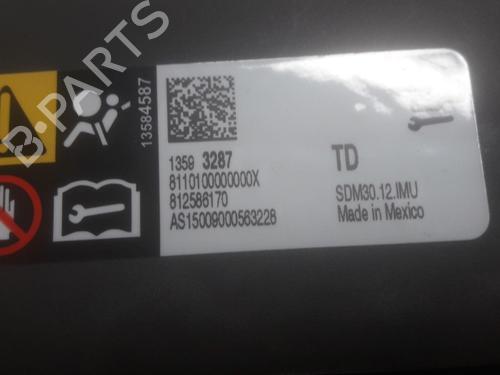 B-PARTS
13584587
1359 3287
8110100000000X
812586170
AS15009000563228
TD
SDM30.12.IMU
Made in Mexico